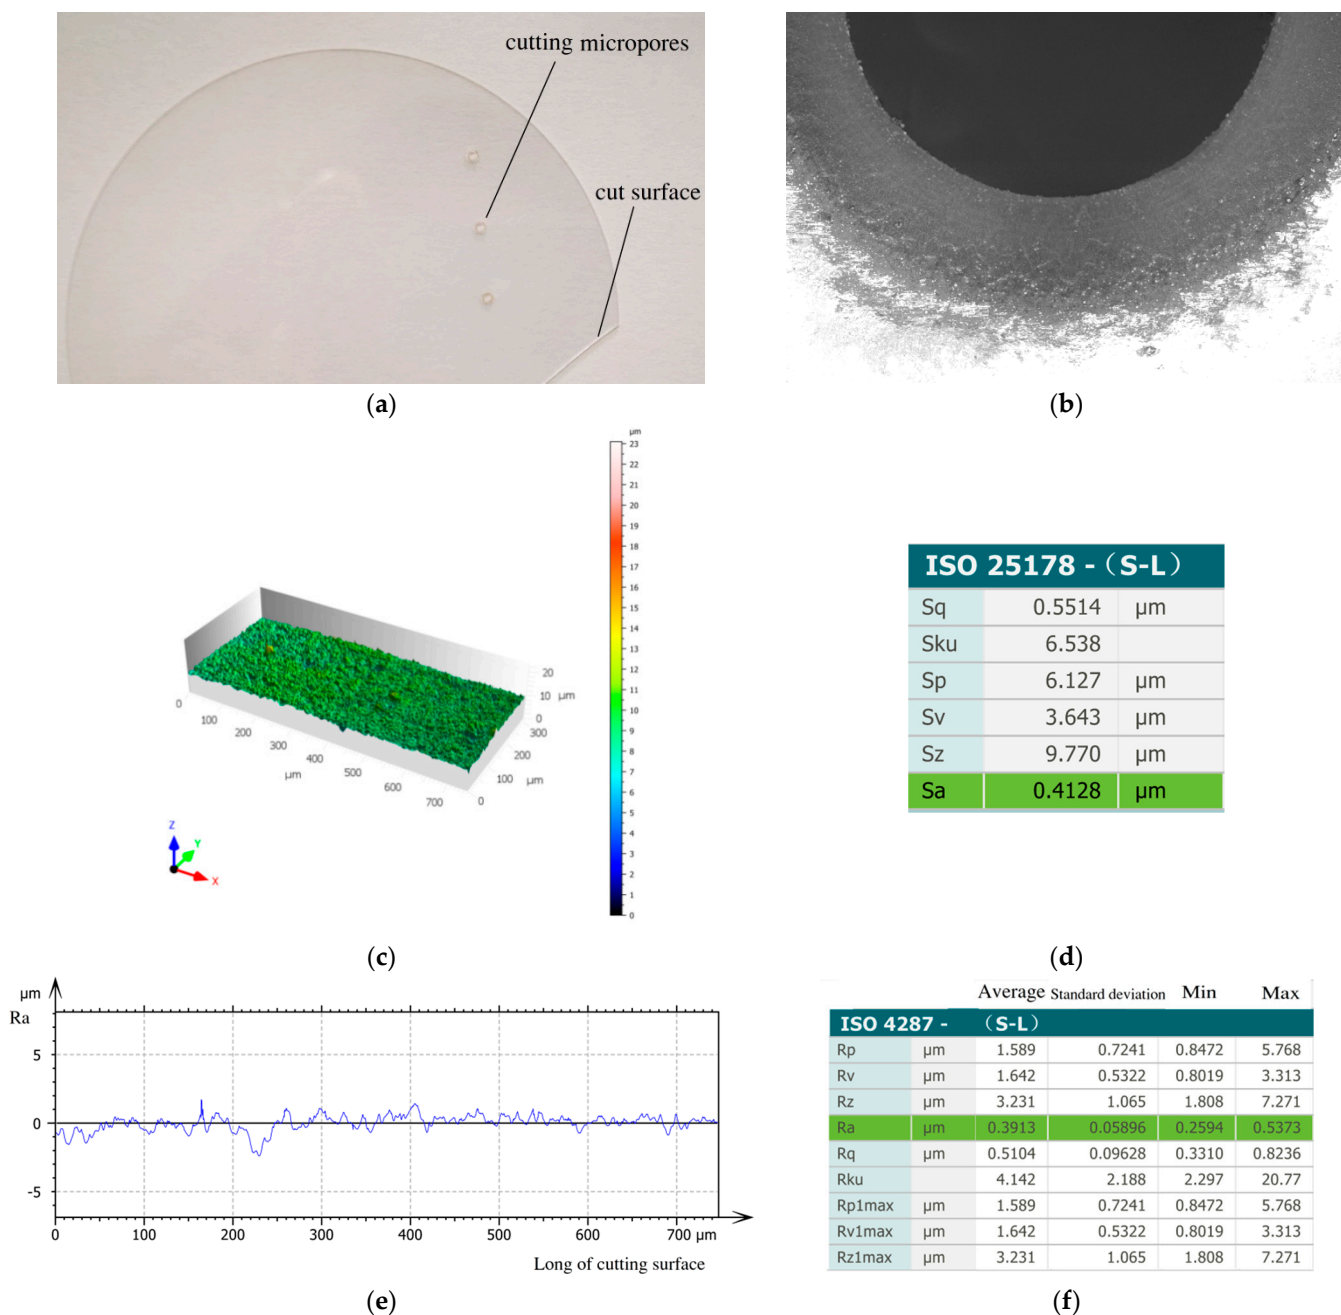 cutting micropores
cut surface
(a)
(b)
µm
23
22
21
20
19
18
17
16
15
14
13
12
11
10
9
8
7
6
5
4
3
2
1
0
20
10 µm
0
300
200
100
0
µm
0
100
200
300
400
500
600
700
µm
Z
Y
X
(c)
ISO 25178 -（S-L）
Sq 0.5514 µm
Sku 6.538
Sp 6.127 µm
Sv 3.643 µm
Sz 9.770 µm
Sa 0.4128 µm
(d)
µm
Ra
5
0
-5
0 100 200 300 400 500 600 700 µm
Long of cutting surface
(e)
Average Standard deviation Min Max
ISO 4287 - （S-L）
Rp µm 1.589 0.7241 0.8472 5.768
Rv µm 1.642 0.5322 0.8019 3.313
Rz µm 3.231 1.065 1.808 7.271
Ra µm 0.3913 0.05896 0.2594 0.5373
Rq µm 0.5104 0.09628 0.3310 0.8236
Rku 4.142 2.188 2.297 20.77
Rp1max µm 1.589 0.7241 0.8472 5.768
Rv1max µm 1.642 0.5322 0.8019 3.313
Rz1max µm 3.231 1.065 1.808 7.271
(f)